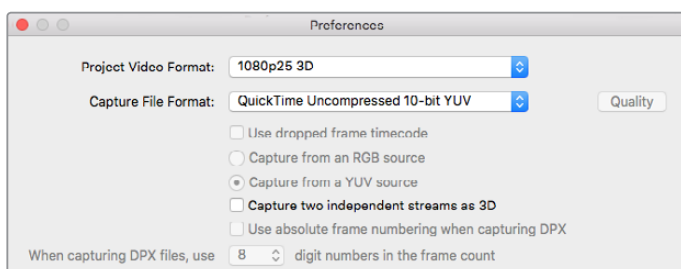 Preferences
Project Video Format: 1080p25 3D
Capture File Format: QuickTime Uncompressed 10-bit YUV Quality
Use dropped frame timecode
Capture from an RGB source
Capture from a YUV source
Capture two independent streams as 3D
Use absolute frame numbering when capturing DPX
When capturing DPX files, use 8 digit numbers in the frame count